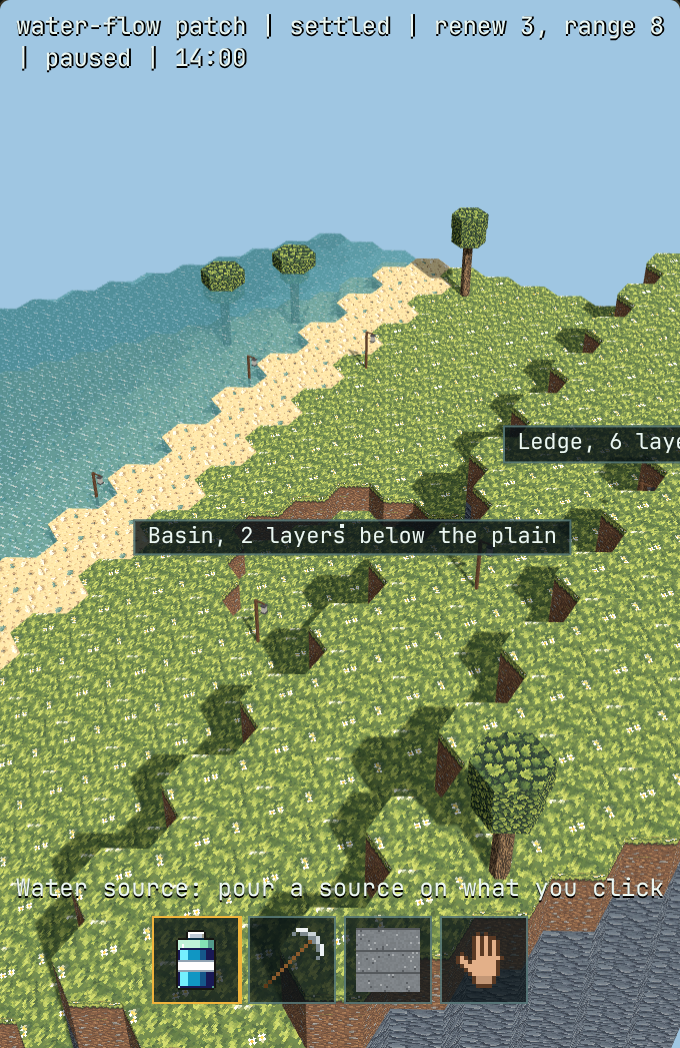 water-flow patch | settled | renew 3, range 8
| paused | 14:00
Ledge, 6 laye
Basin, 2 layers below the plain
Water source: pour a source on what you click